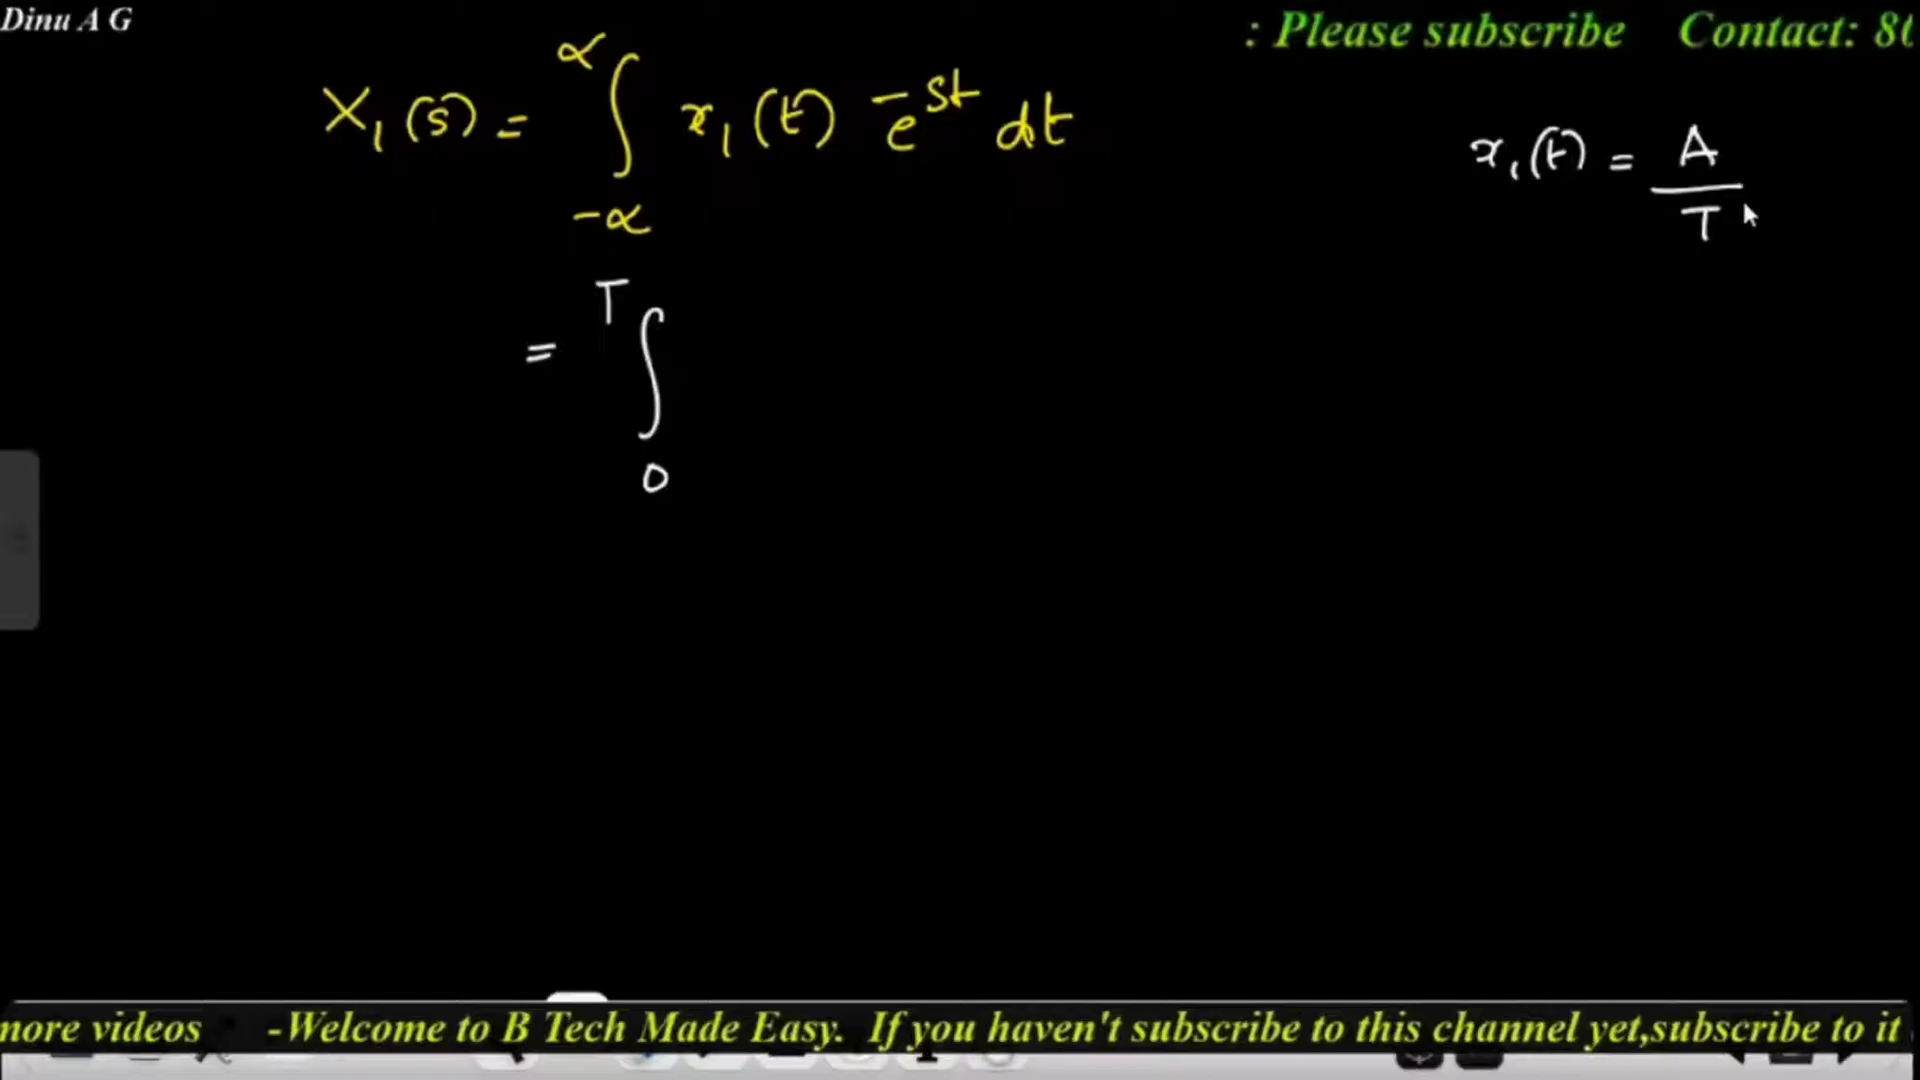 Dinu A G
: Please subscribe Contact: 8
X₁(s) = ∫_{-α}^{α} x₁(t) e^{-st} dt
x₁(t) = A/T
= ∫_{0}^{T}
more videos -Welcome to B Tech Made Easy. If you haven't subscribe to this channel yet,subscribe to it